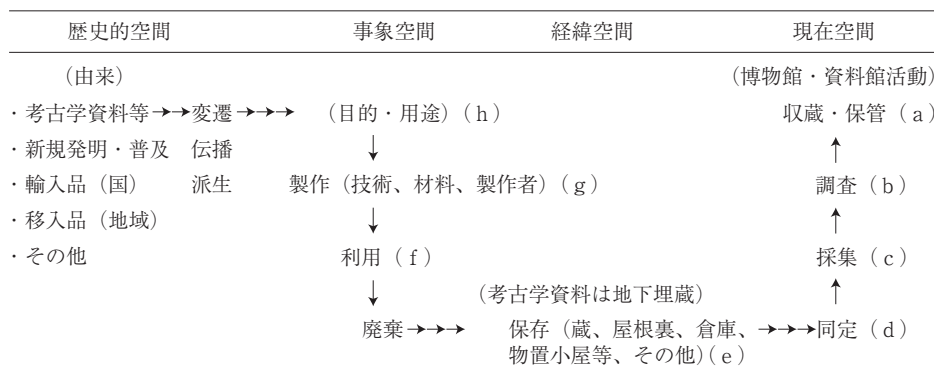 歴史的空間　事象空間　経緯空間　現在空間
（由来）　（博物館・資料館活動）
・考古学資料等→→変遷→→→　（目的・用途）（ｈ）　収蔵・保管（ａ）
・新規発明・普及　伝播　↓　↑
・輸入品（国）　派生　製作（技術、材料、製作者）（ｇ）　調査（ｂ）
・移入品（地域）　↓　↑
・その他　利用（ｆ）　採集（ｃ）
↓　（考古学資料は地下埋蔵）　↑
廃棄→→→　保存（蔵、屋根裏、倉庫、→→→同定（ｄ）
物置小屋等、その他）（ｅ）